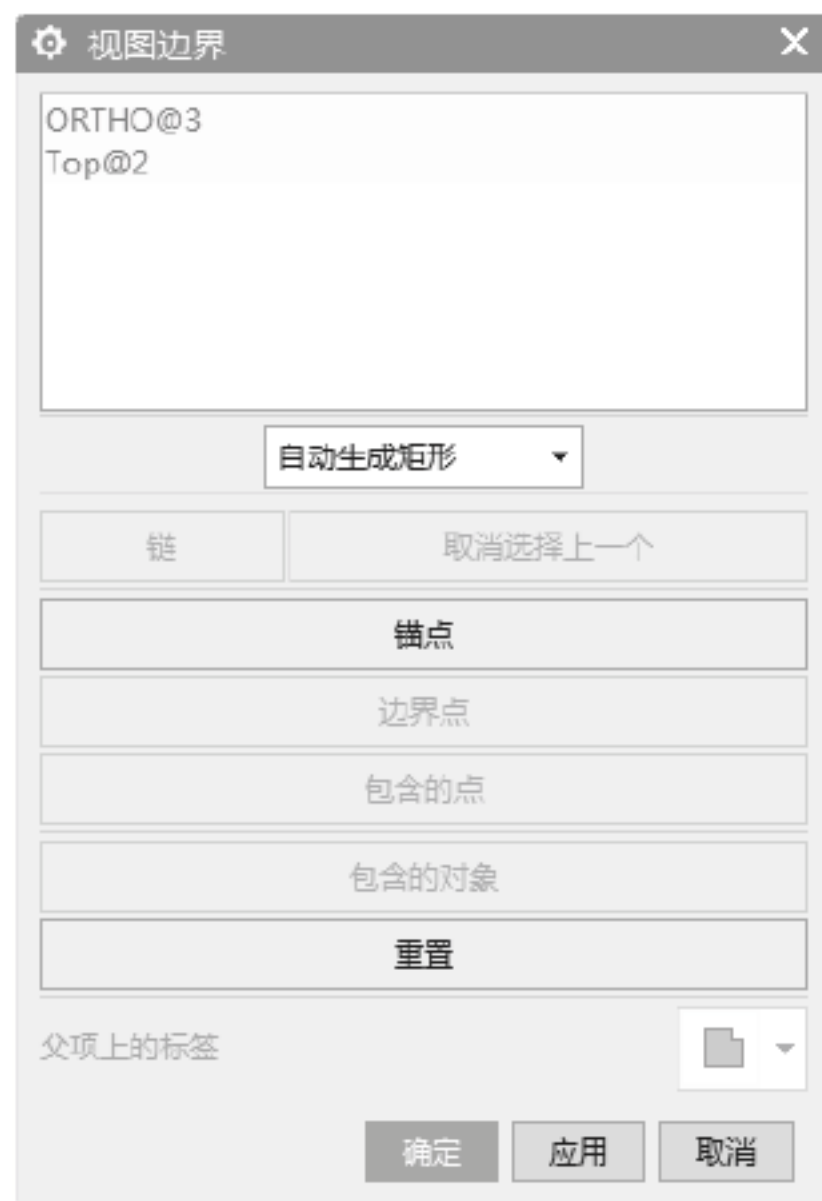 视图边界
ORTHO@3
Top@2
自动生成矩形
链 取消选择上一个
锚点
边界点
包含的点
包含的对象
重置
父项上的标签
确定 应用 取消